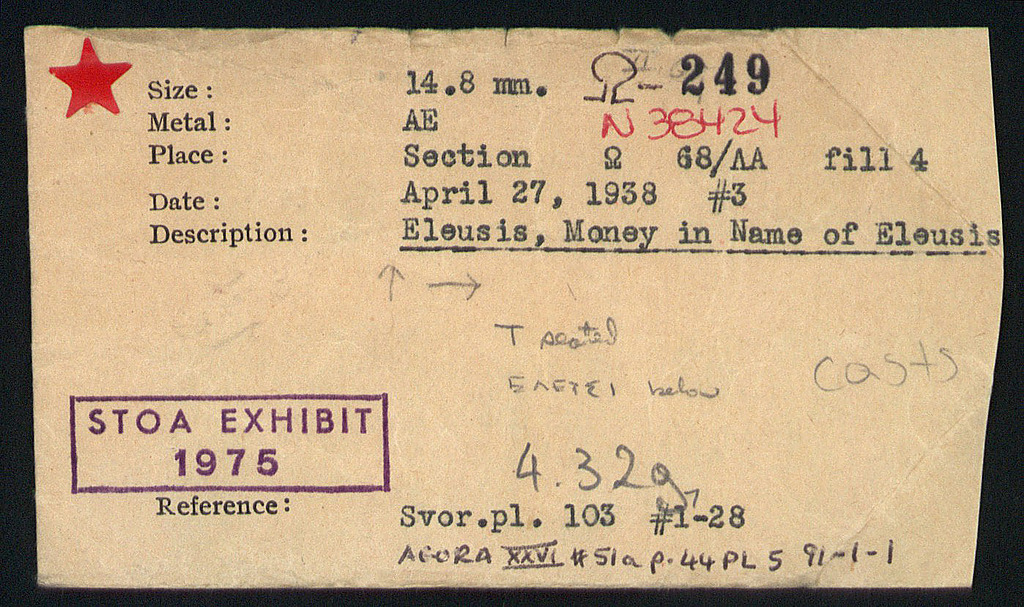 Size : 14.8 mm. Ω- 249
Metal : AE N 38424
Place : Section Ω 68/ΛΑ fill 4
Date : April 27, 1938 #3
Description : Eleusis, Money in Name of Eleusis
↑ →
T seated
ΕΛΕΥΣΙ below
casts
STOA EXHIBIT
1975
4.32g
Reference: Svor.pl. 103 #1-28
AGORA XXVI #51a p.44 PL 5 91-1-1